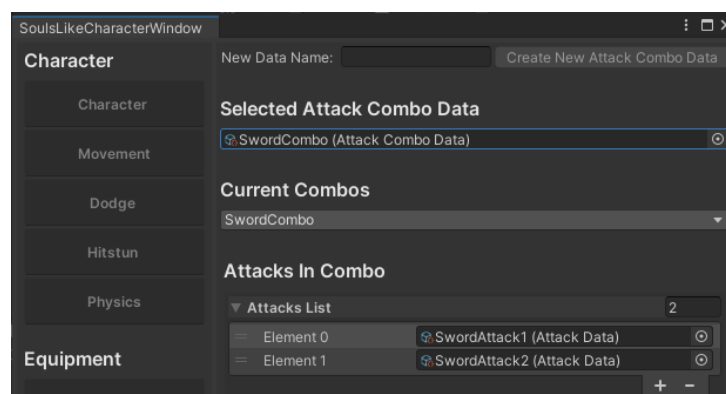 SoulsLikeCharacterWindow
Character
Character
Movement
Dodge
Hitstun
Physics
Equipment
New Data Name:
Create New Attack Combo Data
Selected Attack Combo Data
SwordCombo (Attack Combo Data)
Current Combos
SwordCombo
Attacks In Combo
Attacks List 2
Element 0 SwordAttack1 (Attack Data)
Element 1 SwordAttack2 (Attack Data)
+ −